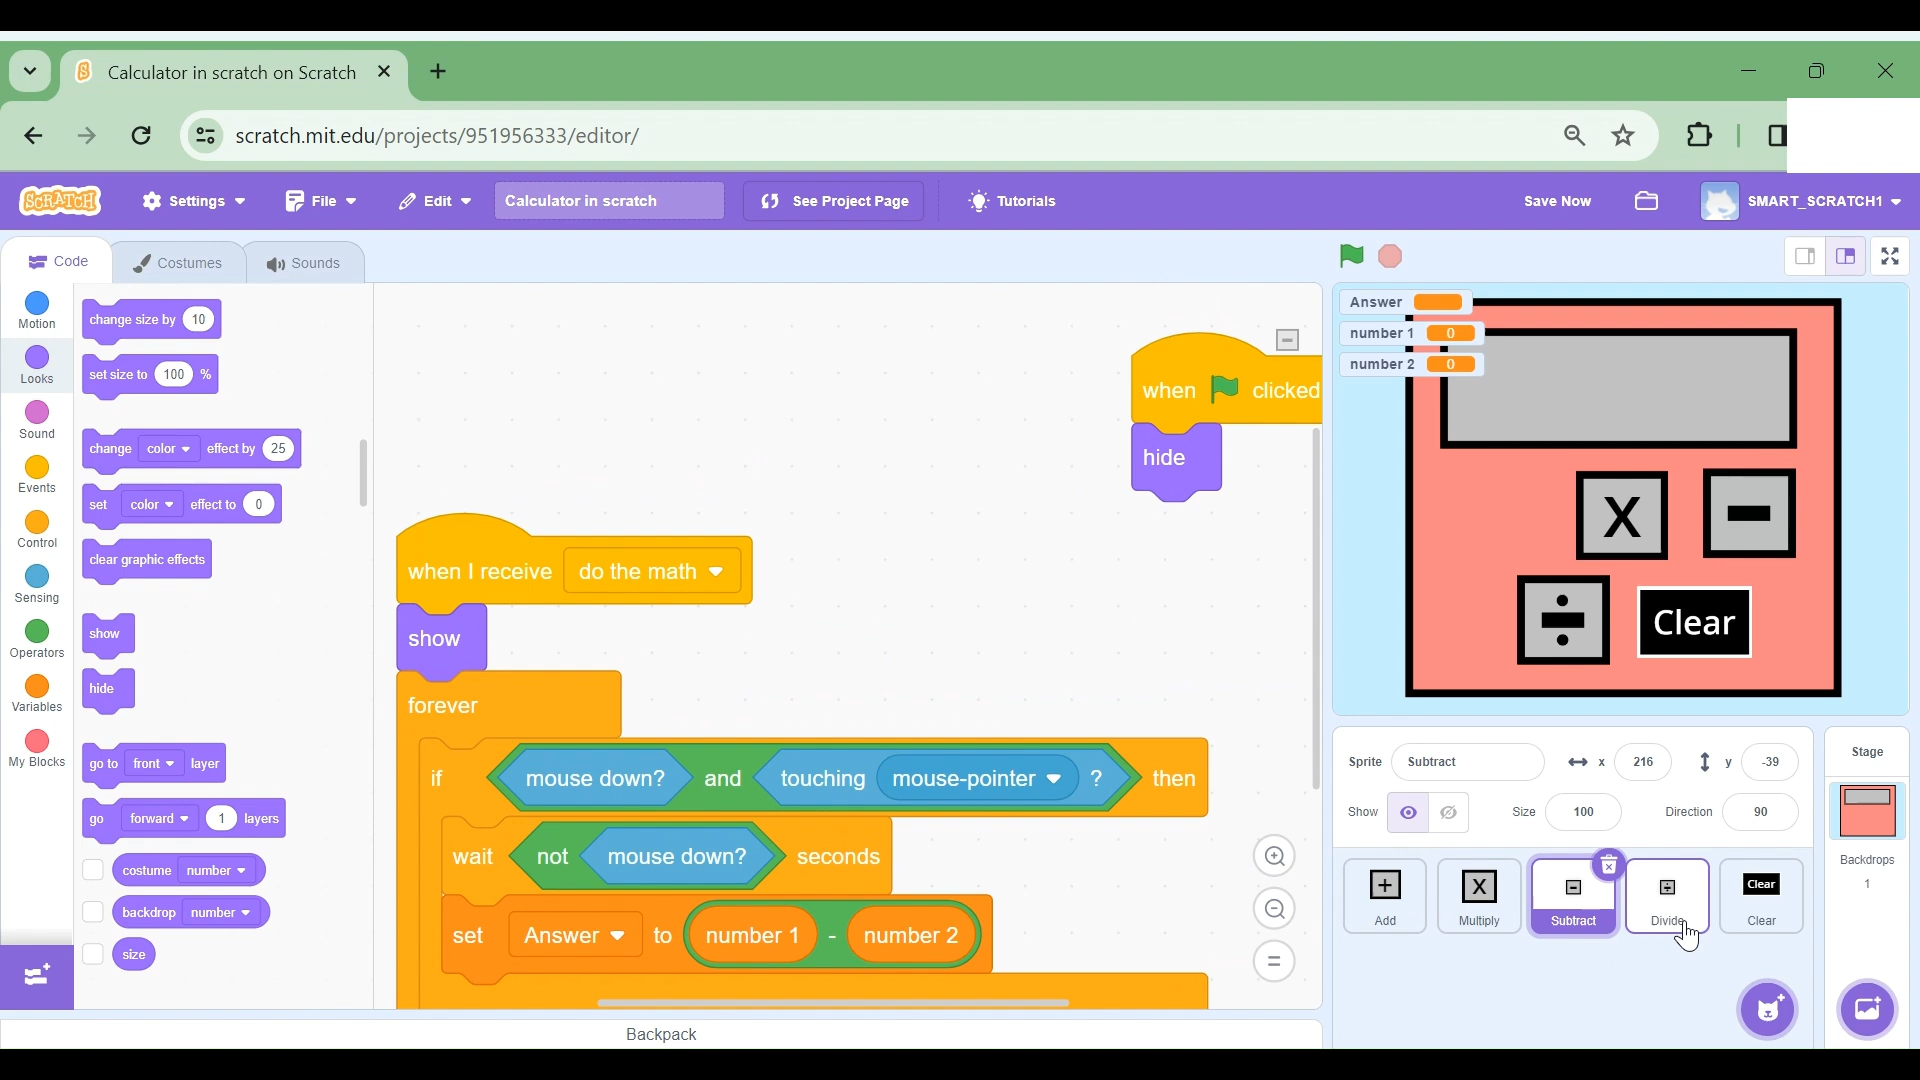 Calculator in scratch on Scratch
scratch.mit.edu/projects/951956333/editor/
SCRATCH Settings File Edit Calculator in scratch See Project Page Tutorials Save Now SMART_SCRATCH1
Code Costumes Sounds
Motion
Looks
Sound
Events
Control
Sensing
Operators
Variables
My Blocks
change size by 10
set size to 100 %
change color effect by 25
set color effect to 0
clear graphic effects
show
hide
go to front layer
go forward 1 layers
costume number
backdrop number
size
when clicked
hide
when I receive do the math
show
forever
if mouse down? and touching mouse-pointer ? then
wait not mouse down? seconds
set Answer to number 1 - number 2
Backpack
Answer
number 1 0
number 2 0
X -
÷ Clear
Sprite Subtract x 216 y -39
Show Size 100 Direction 90
+ X - ÷ Clear
Add Multiply Subtract Divide Clear
Stage
Backdrops
1